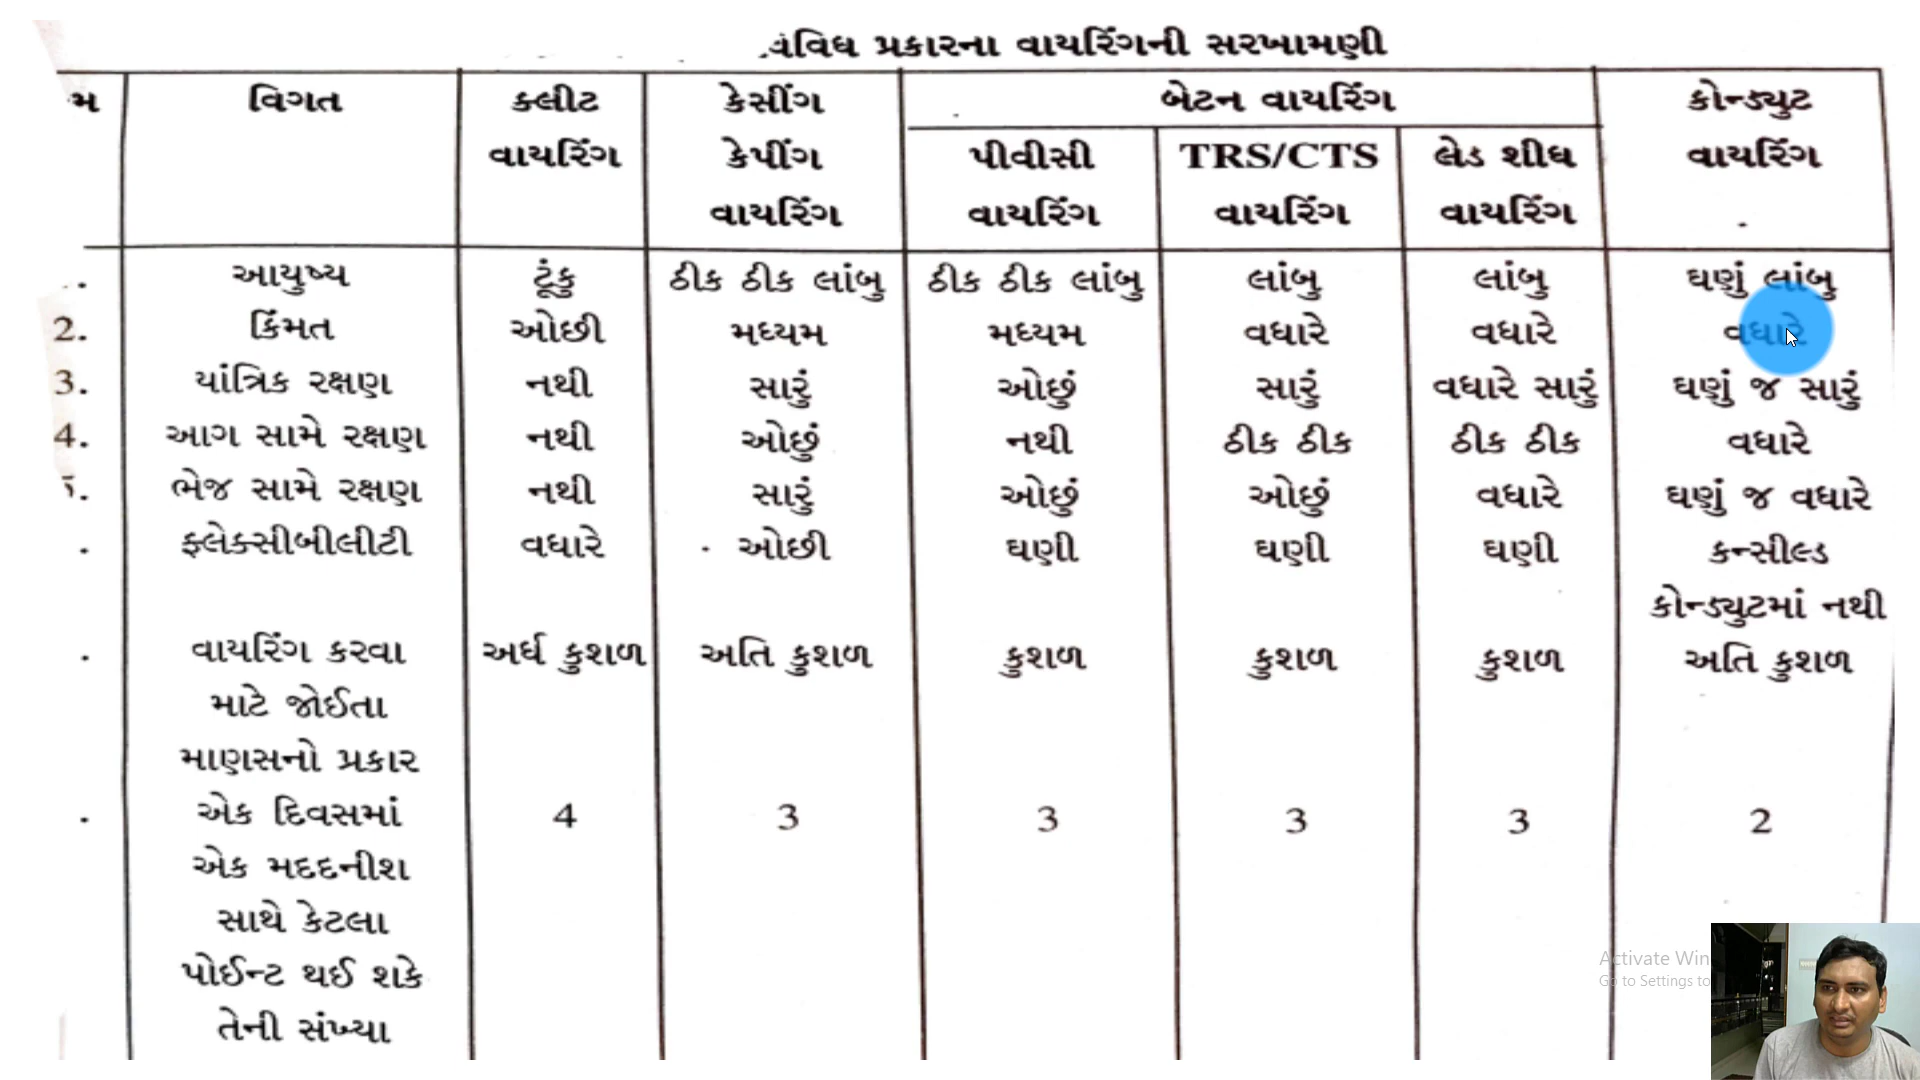 વિવિધ પ્રકારના વાયરિંગની સરખામણી
મ વિગત ક્લીટ કેસીંગ બેટન વાયરિંગ કોન્ડ્યુટ
વાયરિંગ કેપીંગ પીવીસી TRS/CTS લેડ શીધ વાયરિંગ
વાયરિંગ વાયરિંગ વાયરિંગ વાયરિંગ
. આયુષ્ય ટૂંકુ ઠીક ઠીક લાંબુ ઠીક ઠીક લાંબુ લાંબુ લાંબુ ઘણું લાંબુ
2. કિંમત ઓછી મધ્યમ મધ્યમ વધારે વધારે વધારે
3. યાંત્રિક રક્ષણ નથી સારું ઓછું સારું વધારે સારું ઘણું જ સારું
4. આગ સામે રક્ષણ નથી ઓછું નથી ઠીક ઠીક ઠીક ઠીક વધારે
5. ભેજ સામે રક્ષણ નથી સારું ઓછું ઓછું વધારે ઘણું જ વધારે
. ફ્લેક્સીબીલીટી વધારે ઓછી ઘણી ઘણી ઘણી કન્સીલ્ડ
કોન્ડ્યુટમાં નથી
. વાયરિંગ કરવા અર્ધ કુશળ અતિ કુશળ કુશળ કુશળ કુશળ અતિ કુશળ
માટે જોઈતા
માણસનો પ્રકાર
. એક દિવસમાં 4 3 3 3 3 2
એક મદદનીશ
સાથે કેટલા
પોઈન્ટ થઈ શકે
તેની સંખ્યા
Activate Win
Go to Settings to